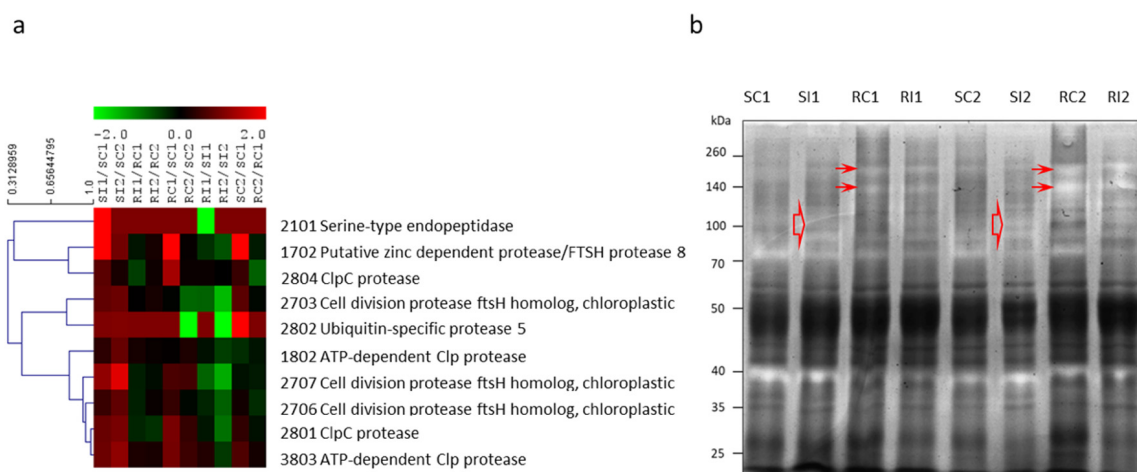 a
b
-2.0 0.0 2.0
0.3128959
0.65644795
1.0
SI1/SC1
SI2/SC2
RI1/RC1
RI2/RC2
RC1/SC1
RC2/SC2
RI1/SI1
RI2/SI2
SC2/SC1
RC2/RC1
2101 Serine-type endopeptidase
1702 Putative zinc dependent protease/FTSH protease 8
2804 ClpC protease
2703 Cell division protease ftsH homolog, chloroplastic
2802 Ubiquitin-specific protease 5
1802 ATP-dependent Clp protease
2707 Cell division protease ftsH homolog, chloroplastic
2706 Cell division protease ftsH homolog, chloroplastic
2801 ClpC protease
3803 ATP-dependent Clp protease
SC1 SI1 RC1 RI1 SC2 SI2 RC2 RI2
kDa
260
140
100
70
50
40
35
25